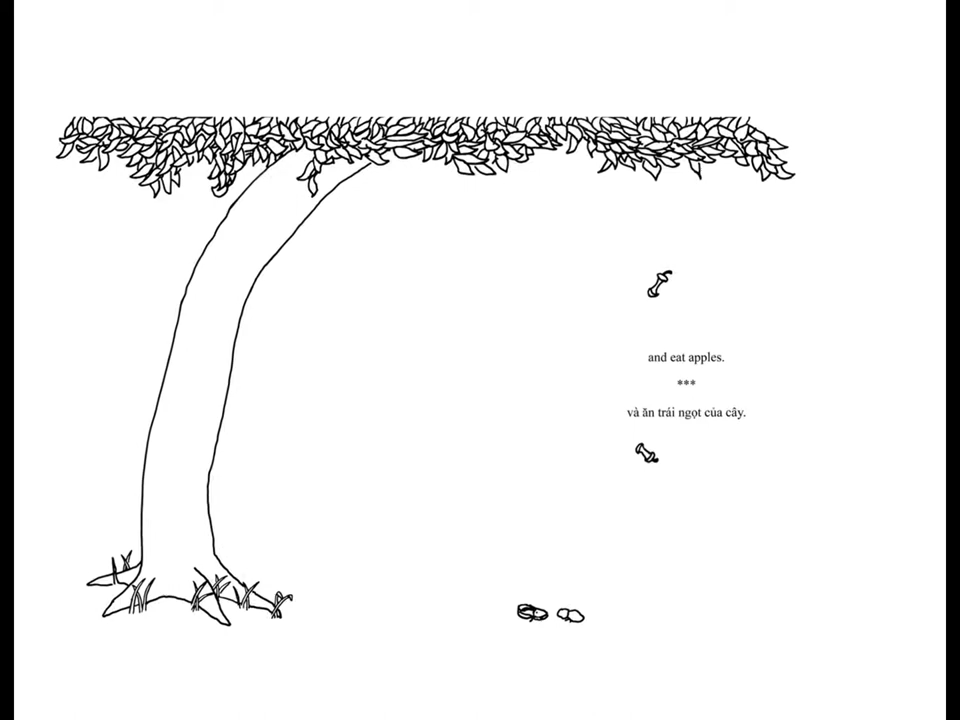 and eat apples.
***
và ăn trái ngọt của cây.